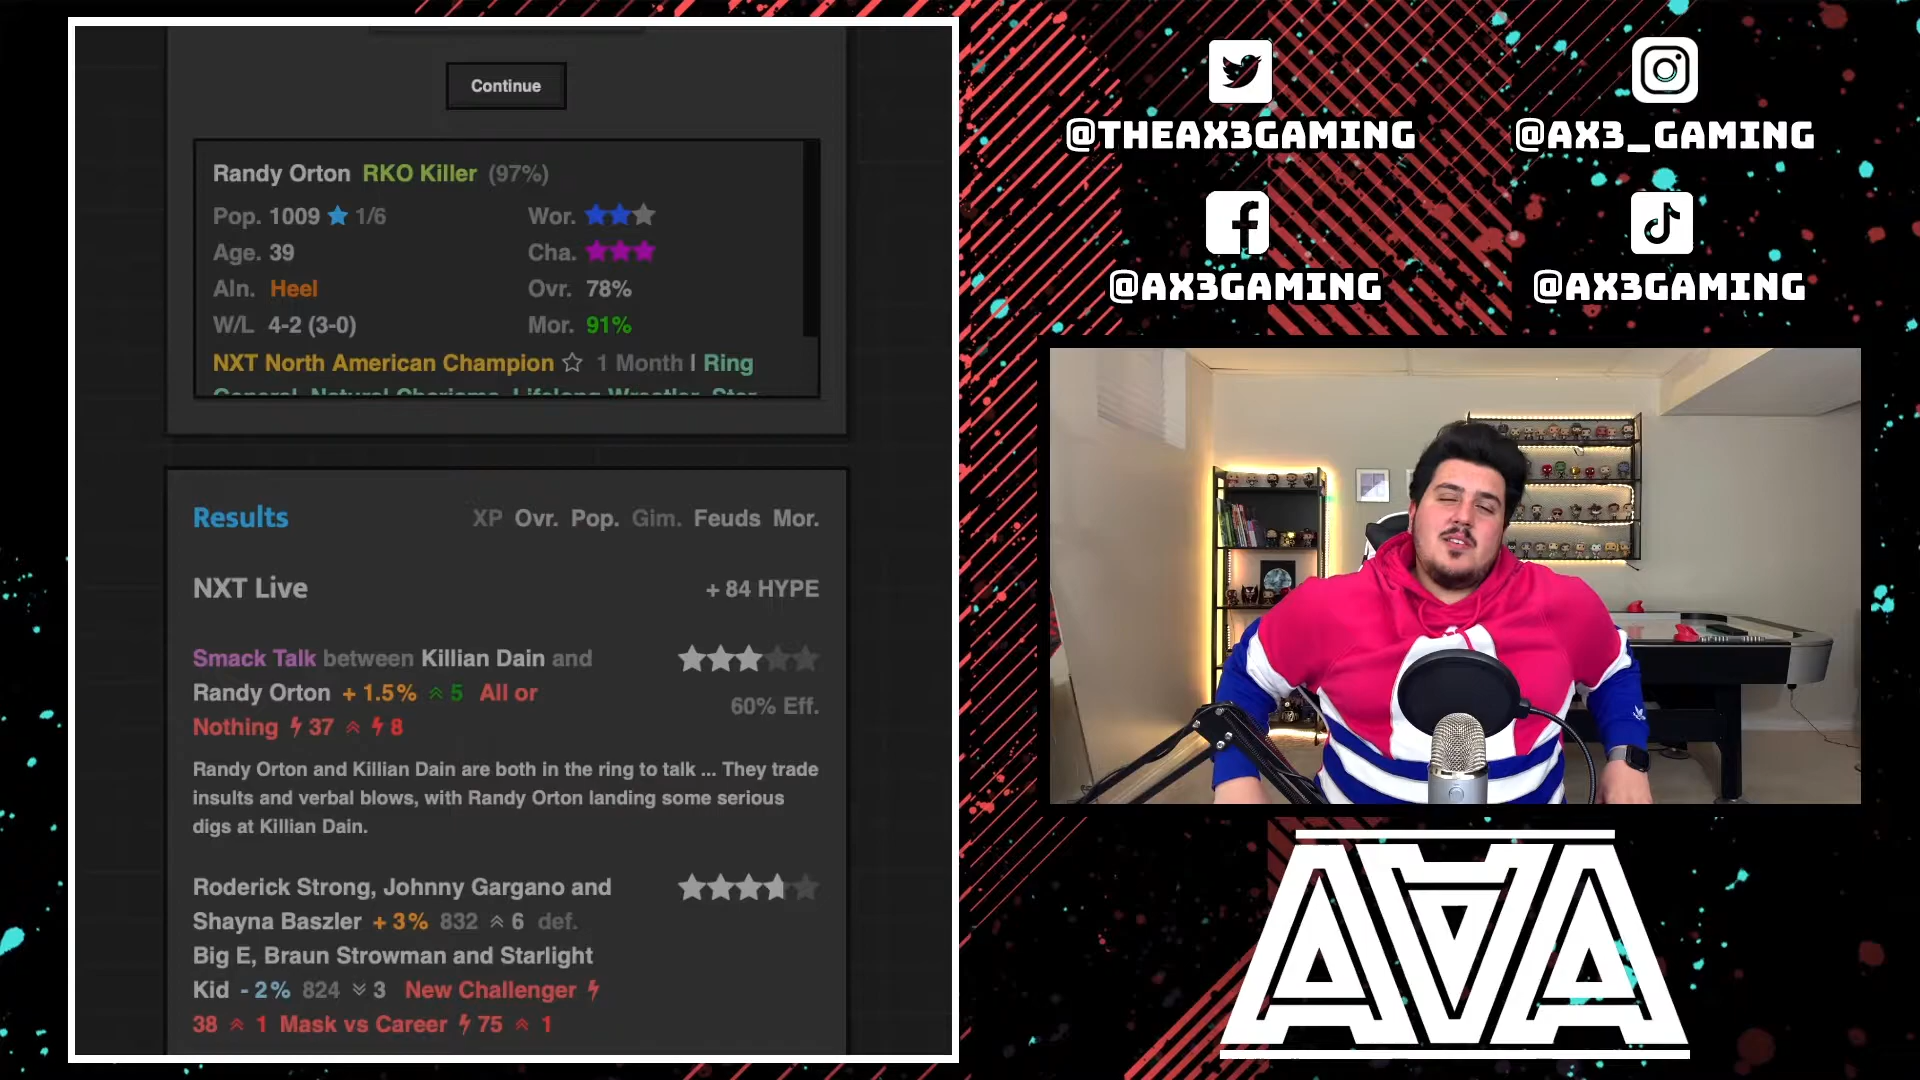 Continue
Randy Orton RKO Killer (97%)
Pop. 1009 1/6 Wor.
Age. 39 Cha.
Aln. Heel Ovr. 78%
W/L 4-2 (3-0) Mor. 91%
NXT North American Champion ☆ 1 Month | Ring
General, Natural Charisma, Lifelong Wrestler, Star
Results XP Ovr. Pop. Gim. Feuds Mor.
NXT Live + 84 HYPE
Smack Talk between Killian Dain and
Randy Orton + 1.5% 5 All or
Nothing 37 8
60% Eff.
Randy Orton and Killian Dain are both in the ring to talk ... They trade
insults and verbal blows, with Randy Orton landing some serious
digs at Killian Dain.
Roderick Strong, Johnny Gargano and
Shayna Baszler + 3% 832 6 def.
Big E, Braun Strowman and Starlight
Kid - 2% 824 3 New Challenger
38 1 Mask vs Career 75 1
@THEAX3GAMING
@AX3_GAMING
@AX3GAMING
@AX3GAMING